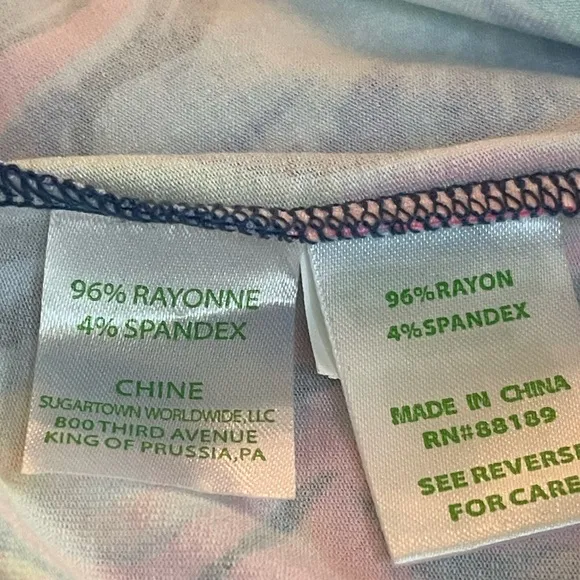 96% RAYONNE
4% SPANDEX
CHINE
SUGARTOWN WORLDWIDE, LLC
800 THIRD AVENUE
KING OF PRUSSIA, PA
96%RAYON
4%SPANDEX
MADE IN CHINA
RN#88189
SEE REVERSE
FOR CARE